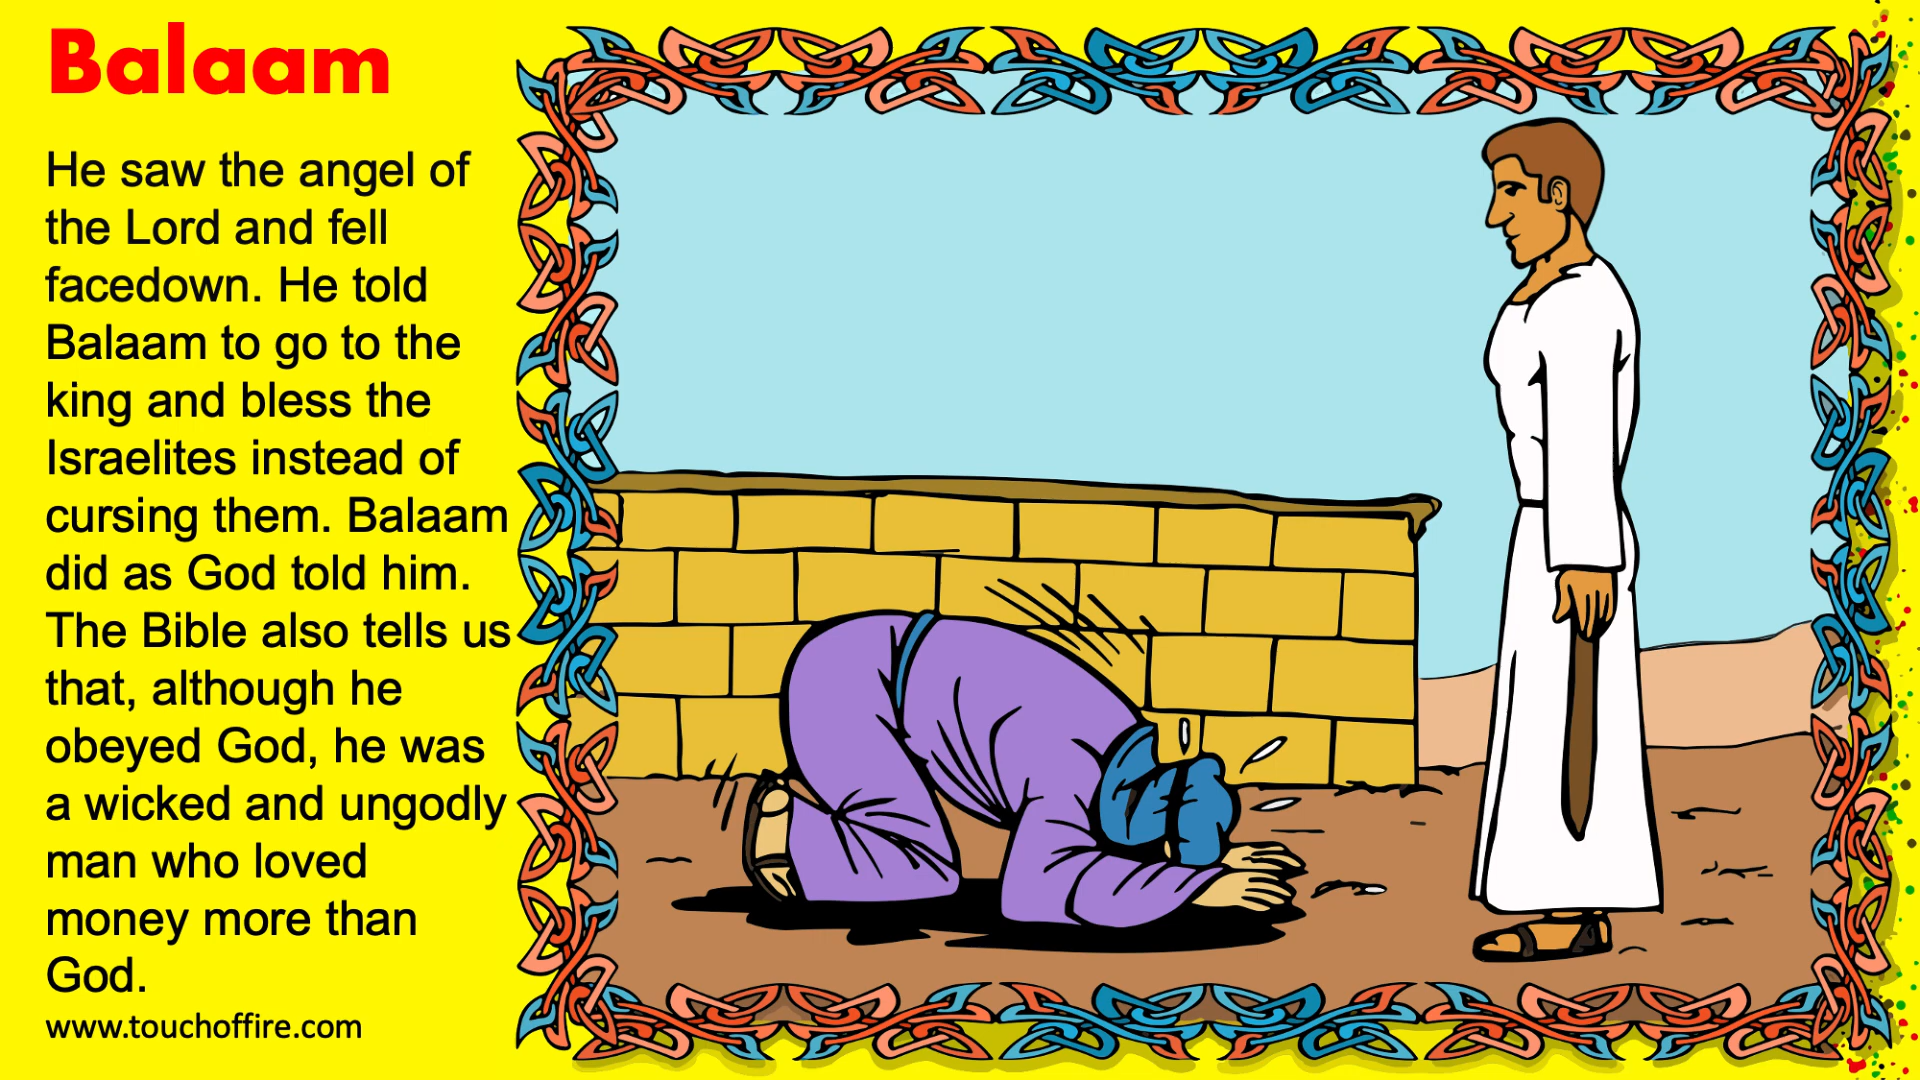 Balaam
He saw the angel of
the Lord and fell
facedown. He told
Balaam to go to the
king and bless the
Israelites instead of
cursing them. Balaam
did as God told him.
The Bible also tells us
that, although he
obeyed God, he was
a wicked and ungodly
man who loved
money more than
God.
www.touchoffire.com